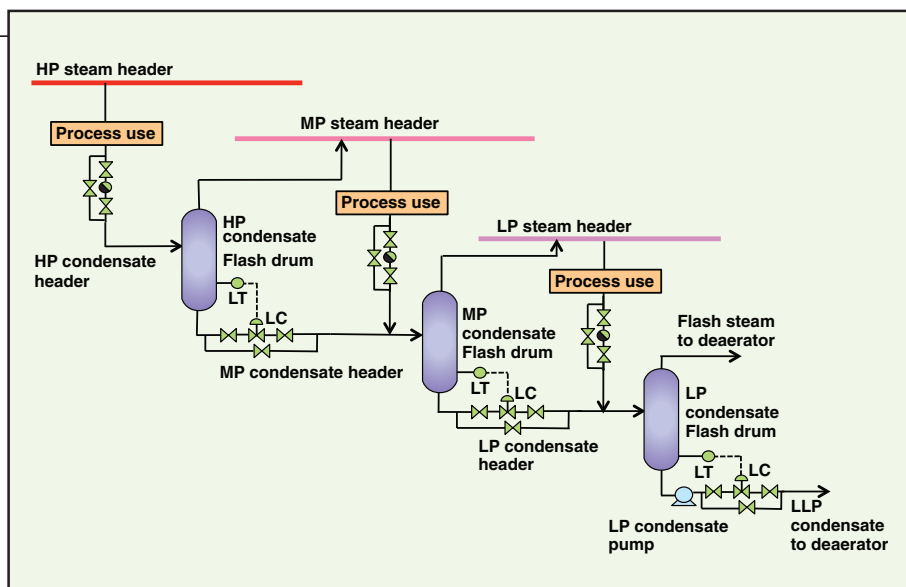 HP steam header
Process use
HP condensate
header
HP
condensate
Flash drum
LT
LC
MP steam header
Process use
MP condensate header
MP
condensate
Flash drum
LT
LC
LP steam header
Process use
LP condensate
header
Flash steam
to deaerator
LP
condensate
Flash drum
LT
LC
LP condensate
pump
LLP
condensate
to deaerator